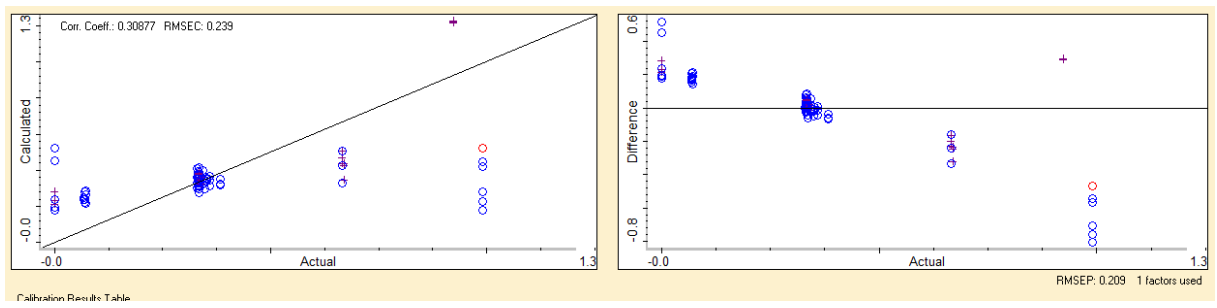 Corr. Coeff.: 0.30877 RMSEC: 0.239
1.3
Calculated
-0.0
-0.0
Actual
1.3
0.6
Difference
-0.8
-0.0
Actual
1.3
RMSEP: 0.209 1 factors used
Calibration Results Table